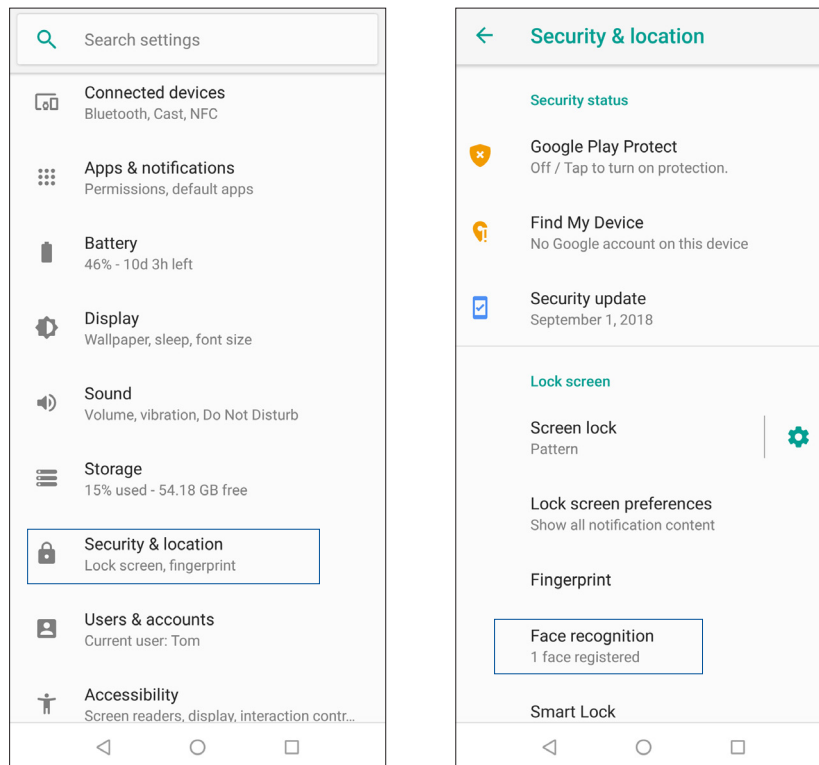 Search settings
Connected devices
Bluetooth, Cast, NFC
Apps & notifications
Permissions, default apps
Battery
46% - 10d 3h left
Display
Wallpaper, sleep, font size
Sound
Volume, vibration, Do Not Disturb
Storage
15% used - 54.18 GB free
Security & location
Lock screen, fingerprint
Users & accounts
Current user: Tom
Accessibility
Screen readers, display, interaction contr...
Security & location
Security status
Google Play Protect
Off / Tap to turn on protection.
Find My Device
No Google account on this device
Security update
September 1, 2018
Lock screen
Screen lock
Pattern
Lock screen preferences
Show all notification content
Fingerprint
Face recognition
1 face registered
Smart Lock